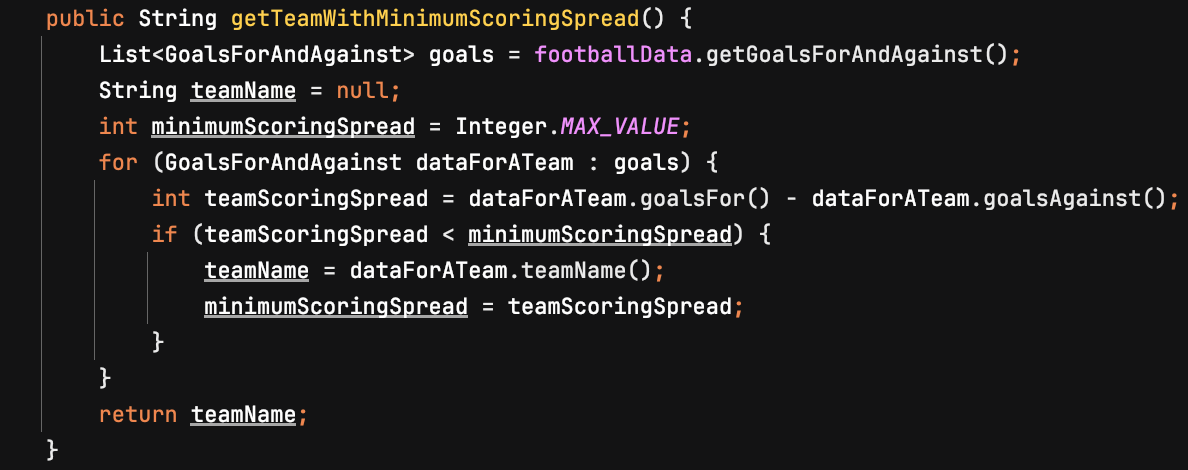 public String getTeamWithMinimumScoringSpread() {
    List<GoalsForAndAgainst> goals = footballData.getGoalsForAndAgainst();
    String teamName = null;
    int minimumScoringSpread = Integer.MAX_VALUE;
    for (GoalsForAndAgainst dataForATeam : goals) {
        int teamScoringSpread = dataForATeam.goalsFor() - dataForATeam.goalsAgainst();
        if (teamScoringSpread < minimumScoringSpread) {
            teamName = dataForATeam.teamName();
            minimumScoringSpread = teamScoringSpread;
        }
    }
    return teamName;
}